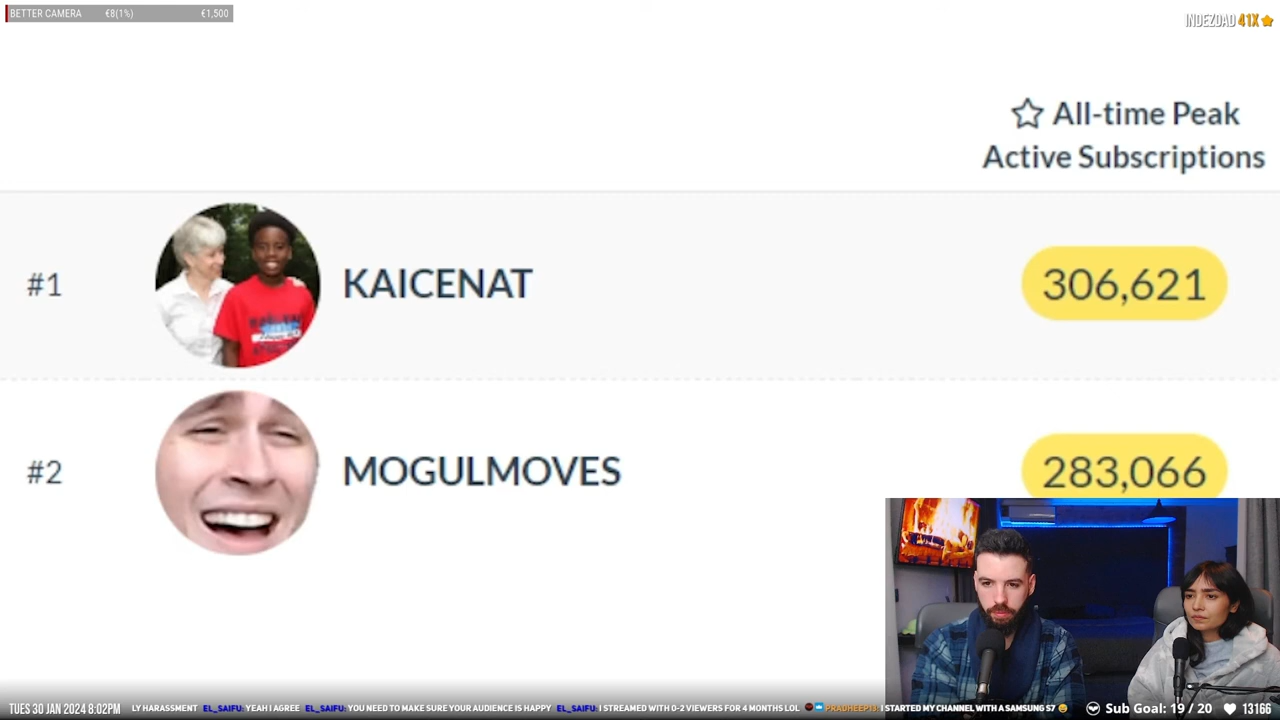 BETTER CAMERA €8(1%) €1,500
INDEZDAD 41X
All-time Peak
Active Subscriptions
#1 KAICENAT 306,621
#2 MOGULMOVES 283,066
TUES 30 JAN 2024 8:02PM LY HARASSMENT EL_SAIFU: YEAH I AGREE EL_SAIFU: YOU NEED TO MAKE SURE YOUR AUDIENCE IS HAPPY EL_SAIFU: I STREAMED WITH 0-2 VIEWERS FOR 4 MONTHS LOL PRADHEEP13: I STARTED MY CHANNEL WITH A SAMSUNG S7 Sub Goal: 19 / 20 13166